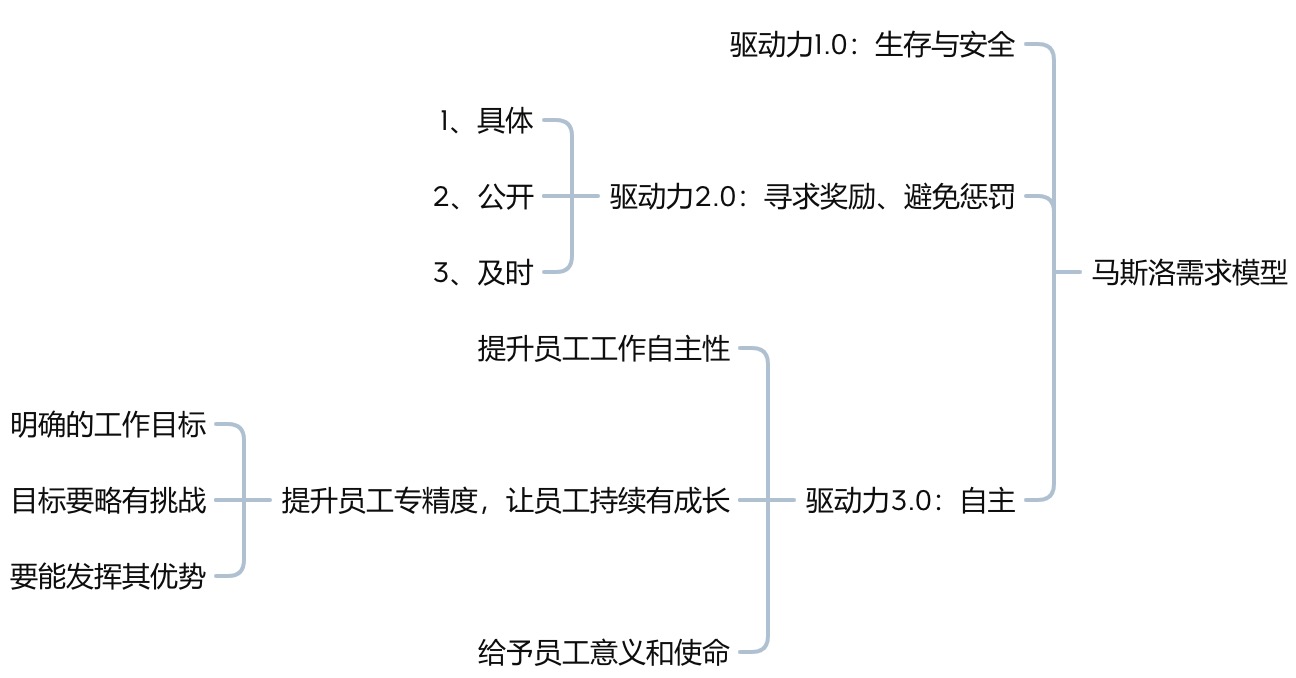 驱动力1.0：生存与安全
1、具体
2、公开
驱动力2.0：寻求奖励、避免惩罚
3、及时
马斯洛需求模型
提升员工工作自主性
明确的工作目标
目标要略有挑战
提升员工专精度，让员工持续有成长
驱动力3.0：自主
要能发挥其优势
给予员工意义和使命